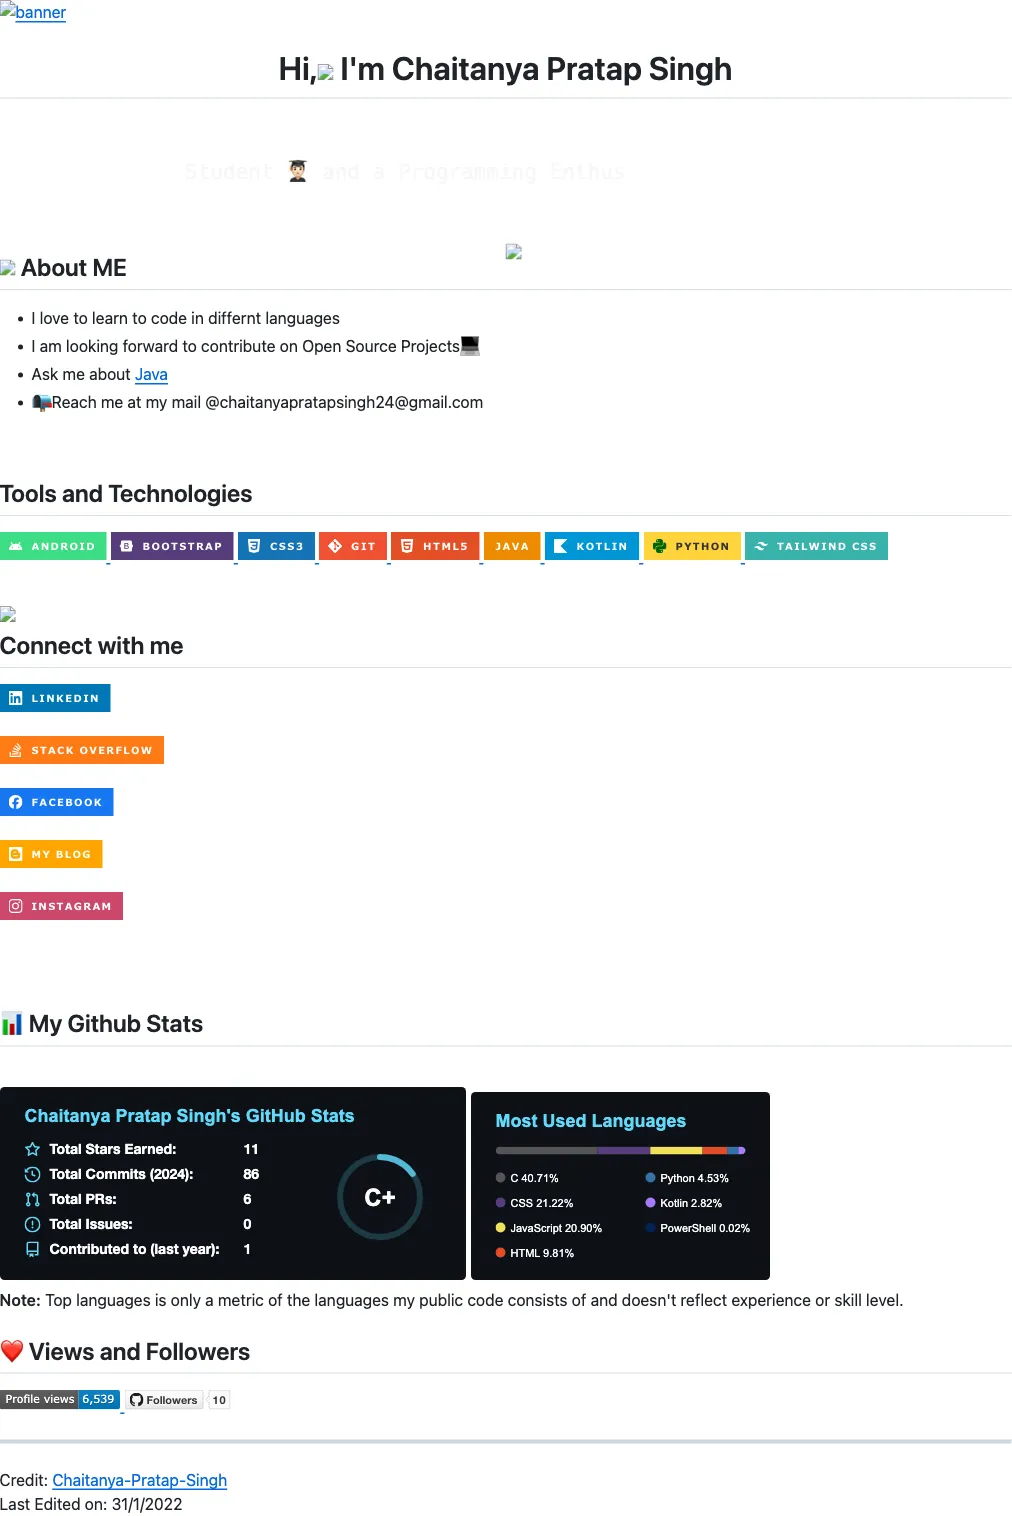 banner
Hi, I'm Chaitanya Pratap Singh
Student 👨🏻‍🎓 and a Programming Enthus
About ME
• I love to learn to code in differnt languages
• I am looking forward to contribute on Open Source Projects💻
• Ask me about Java
• 📭Reach me at my mail @chaitanyapratapsingh24@gmail.com
Tools and Technologies
ANDROID BOOTSTRAP CSS3 GIT HTML5 JAVA KOTLIN PYTHON TAILWIND CSS
Connect with me
LINKEDIN
STACK OVERFLOW
FACEBOOK
MY BLOG
INSTAGRAM
📊 My Github Stats
Chaitanya Pratap Singh's GitHub Stats
Total Stars Earned: 11
Total Commits (2024): 86
Total PRs: 6
Total Issues: 0
Contributed to (last year): 1
C+
Most Used Languages
C 40.71%
CSS 21.22%
JavaScript 20.90%
HTML 9.81%
Python 4.53%
Kotlin 2.82%
PowerShell 0.02%
Note: Top languages is only a metric of the languages my public code consists of and doesn't reflect experience or skill level.
❤️ Views and Followers
Profile views 6,539 Followers 10
Credit: Chaitanya-Pratap-Singh
Last Edited on: 31/1/2022